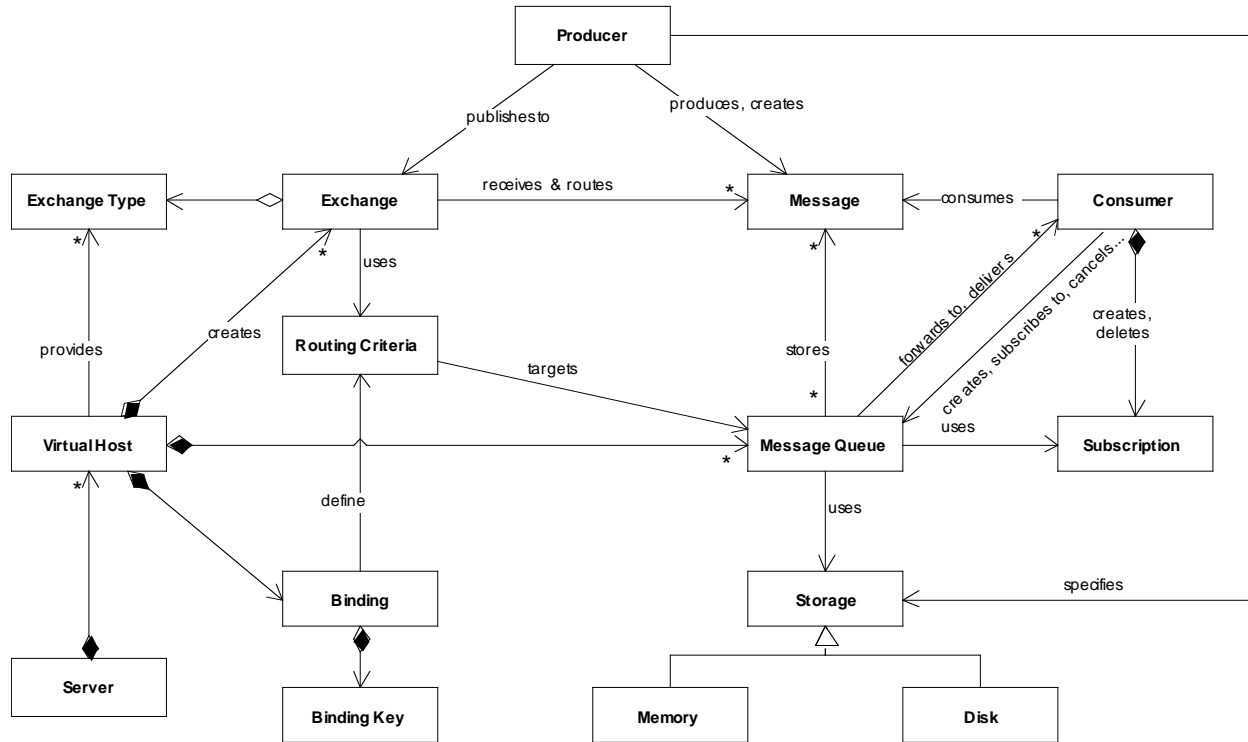 Producer
publishesto
produces, creates
Exchange Type
Exchange
receives & routes
*
Message
consumes
Consumer
*
*
*
*
uses
creates
provides
Routing Criteria
targets
stores
forwards to, delivers
creates, subscribes to, cancels...
creates,
deletes
*
Virtual Host
*
Message Queue
uses
Subscription
*
define
uses
Binding
Storage
specifies
Server
Binding Key
Memory
Disk